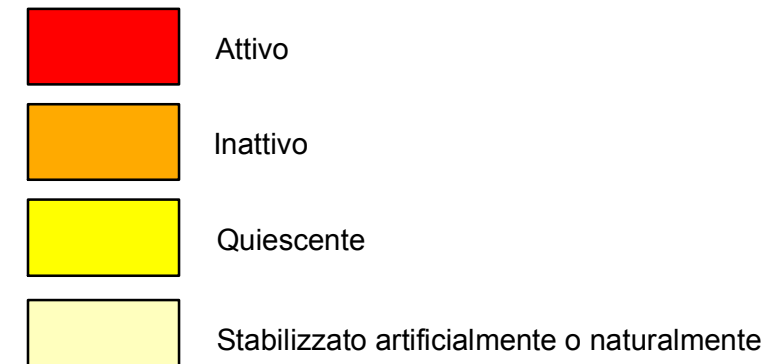 Attivo
Inattivo
Quiescente
Stabilizzato artificialmente o naturalmente